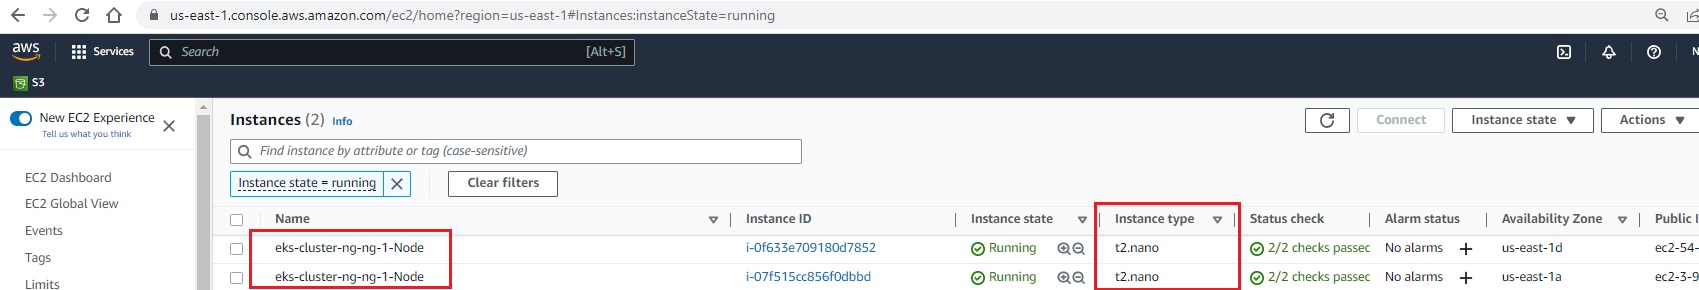 us-east-1.console.aws.amazon.com/ec2/home?region=us-east-1#Instances:instanceState=running
aws Services Search [Alt+S]
S3
New EC2 Experience
Tell us what you think
EC2 Dashboard
EC2 Global View
Events
Tags
Limits
Instances (2) Info
Connect Instance state Actions
Find instance by attribute or tag (case-sensitive)
Instance state = running Clear filters
Name Instance ID Instance state Instance type Status check Alarm status Availability Zone Public I
eks-cluster-ng-ng-1-Node i-0f633e709180d7852 Running t2.nano 2/2 checks passec No alarms + us-east-1d ec2-54-
eks-cluster-ng-ng-1-Node i-07f515cc856f0dbbd Running t2.nano 2/2 checks passec No alarms + us-east-1a ec2-3-9